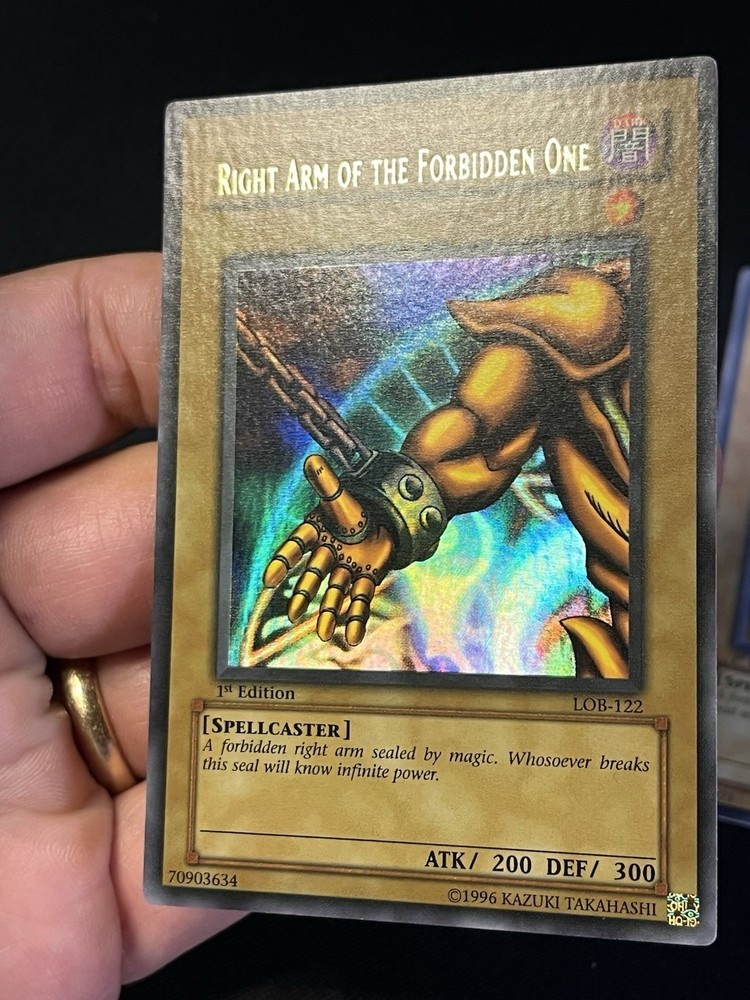 RIGHT ARM OF THE FORBIDDEN ONE
DARK
闇
1st Edition
LOB-122
[SPELLCASTER]
A forbidden right arm sealed by magic. Whosoever breaks
this seal will know infinite power.
ATK/ 200 DEF/ 300
70903634
©1996 KAZUKI TAKAHASHI